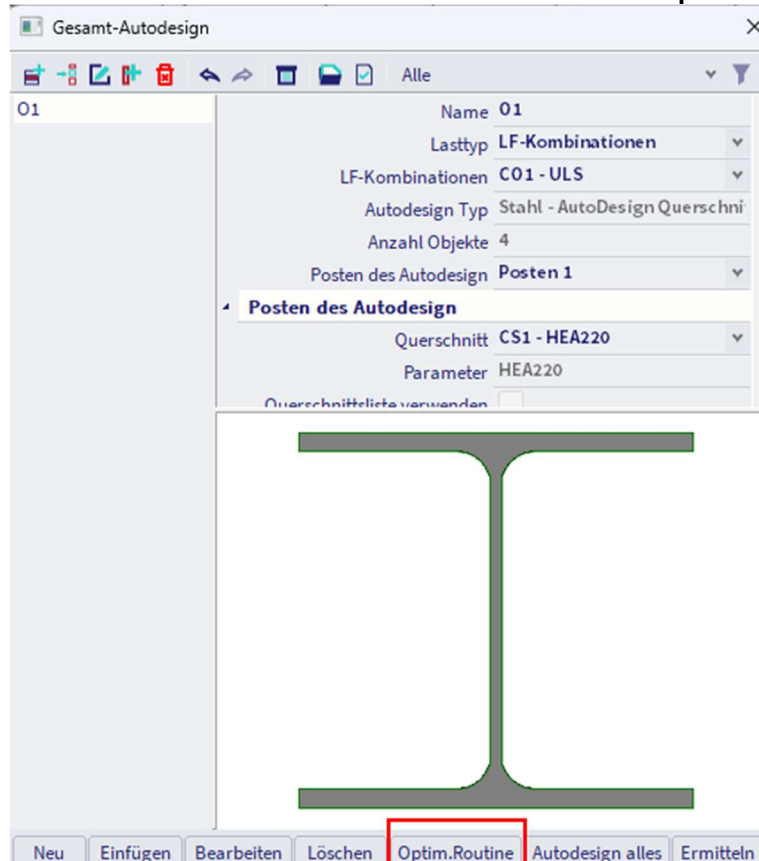 Gesamt-Autodesign
Alle
O1
Name O1
Lasttyp LF-Kombinationen
LF-Kombinationen CO1 - ULS
Autodesign Typ Stahl - AutoDesign Querschni
Anzahl Objekte 4
Posten des Autodesign Posten 1
Posten des Autodesign
Querschnitt CS1 - HEA220
Parameter HEA220
Querschnittsliste verwenden
Neu Einfügen Bearbeiten Löschen Optim.Routine Autodesign alles Ermitteln